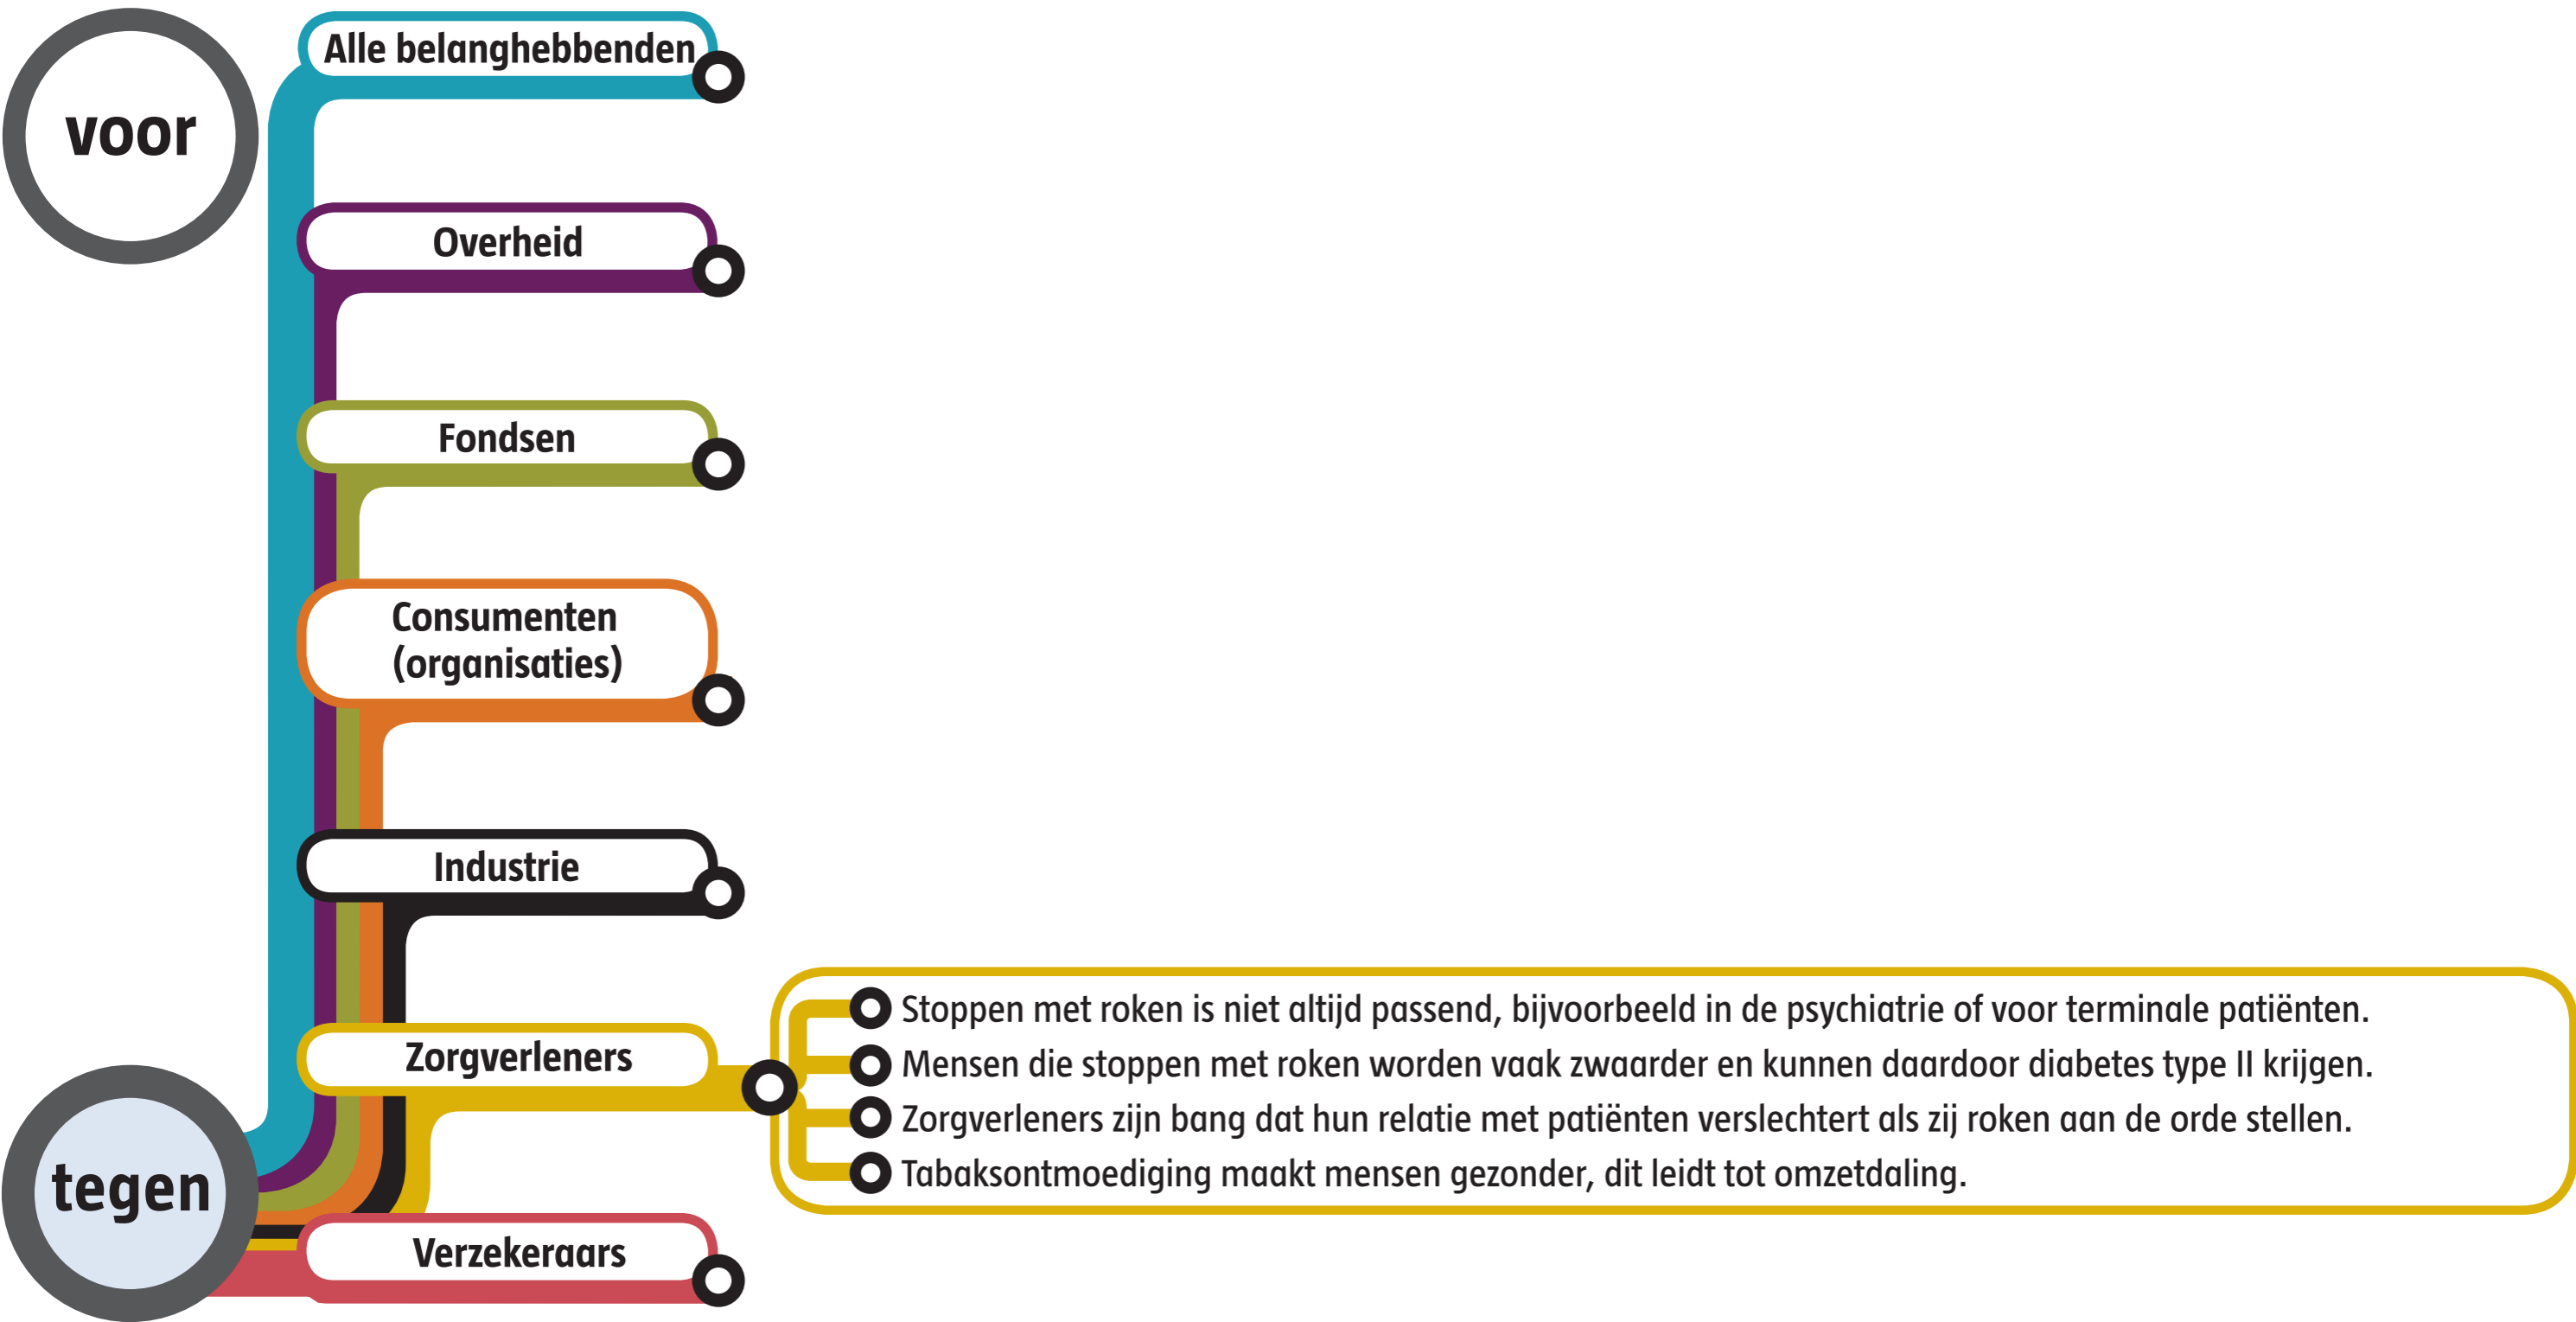 voor
Alle belanghebbenden
Overheid
Fondsen
Consumenten
(organisaties)
Industrie
Zorgverleners
Stoppen met roken is niet altijd passend, bijvoorbeeld in de psychiatrie of voor terminale patiënten.
Mensen die stoppen met roken worden vaak zwaarder en kunnen daardoor diabetes type II krijgen.
Zorgverleners zijn bang dat hun relatie met patiënten verslechtert als zij roken aan de orde stellen.
Tabaksontmoediging maakt mensen gezonder, dit leidt tot omzetdaling.
tegen
Verzekeraars